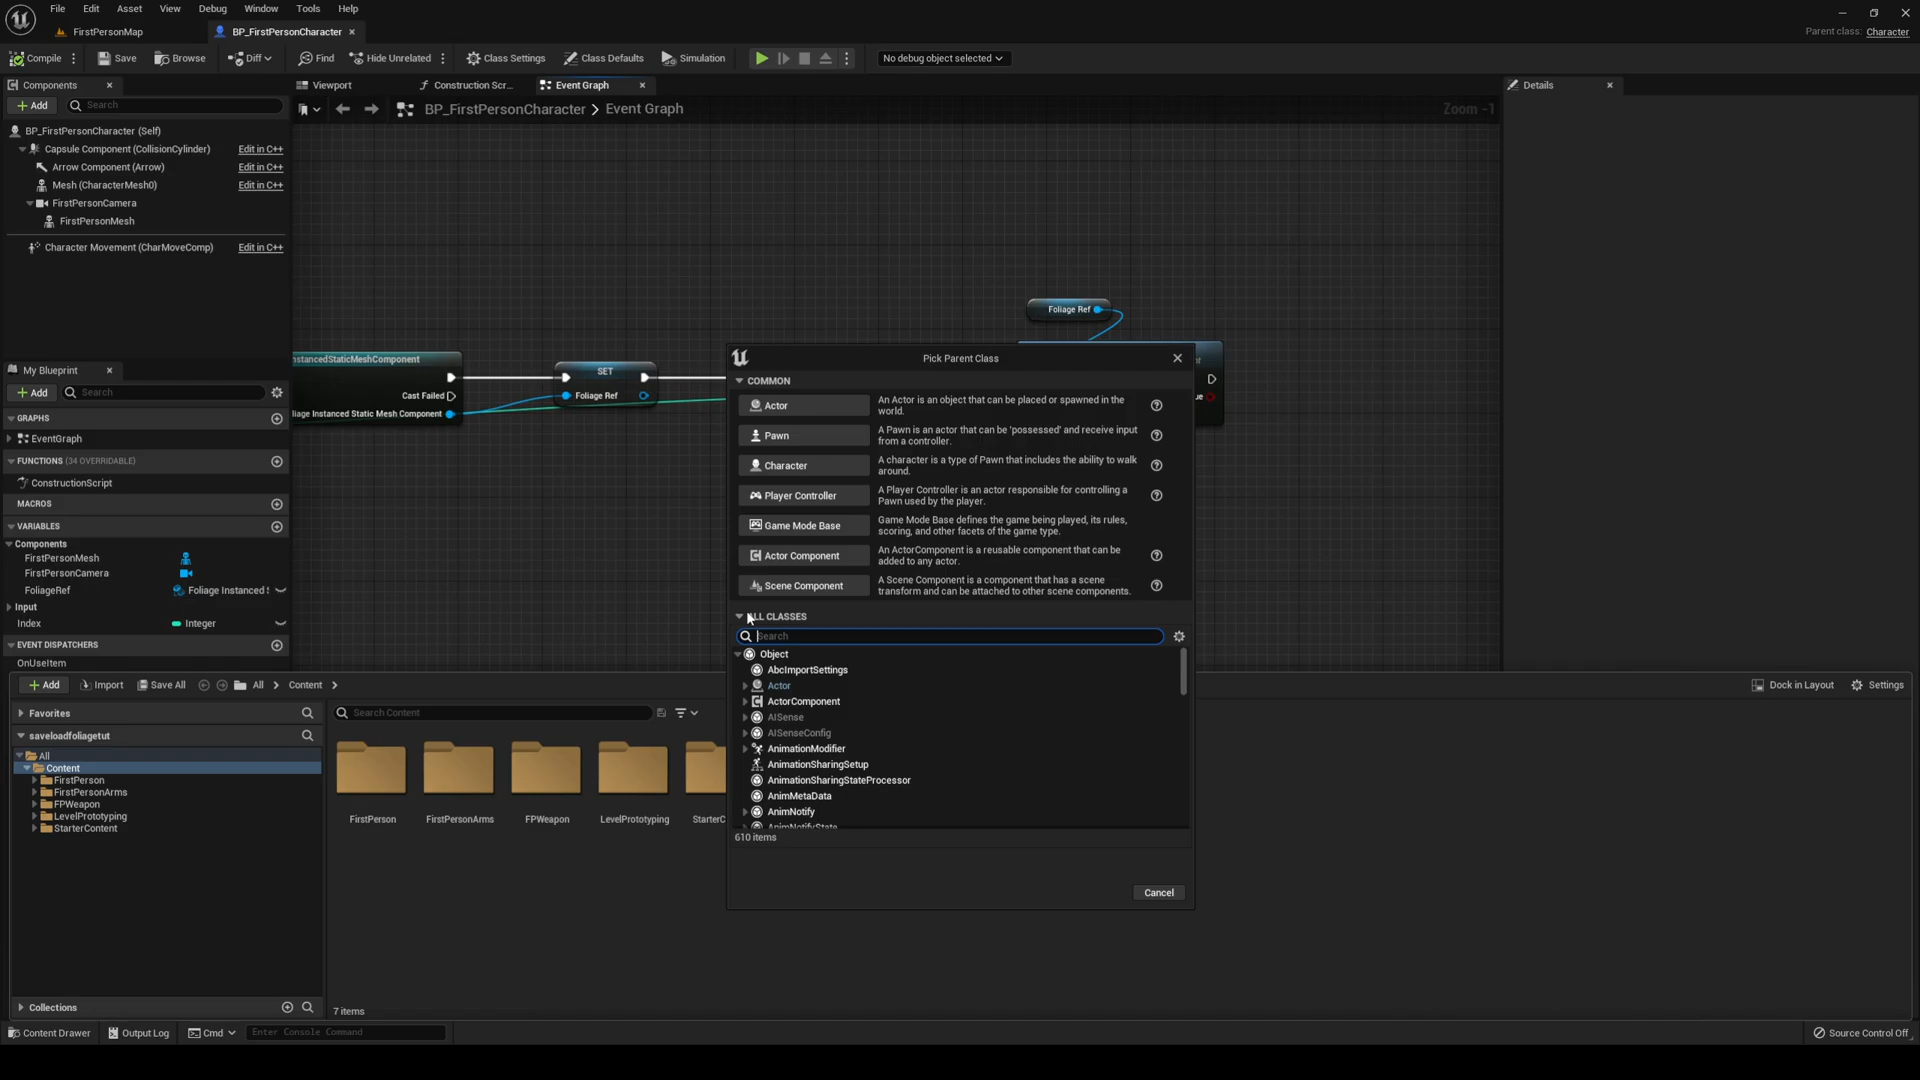 File Edit Asset View Debug Window Tools Help
FirstPersonMap BP_FirstPersonCharacter
Parent class: Character
Compile Save Browse Diff Find Hide Unrelated Class Settings Class Defaults Simulation No debug object selected
Components
Add Search
BP_FirstPersonCharacter (Self)
Capsule Component (CollisionCylinder) Edit in C++
Arrow Component (Arrow) Edit in C++
Mesh (CharacterMesh0) Edit in C++
FirstPersonCamera
FirstPersonMesh
Character Movement (CharMoveComp) Edit in C++
Viewport Construction Scr... Event Graph
BP_FirstPersonCharacter > Event Graph
Zoom -1
Details
Foliage Ref
nstancedStaticMeshComponent
Cast Failed
liage Instanced Static Mesh Component
SET
Foliage Ref
nt
ue
My Blueprint
Add Search
GRAPHS
EventGraph
FUNCTIONS (34 OVERRIDABLE)
ConstructionScript
MACROS
VARIABLES
Components
FirstPersonMesh
FirstPersonCamera
FoliageRef Foliage Instanced S
Input
Index Integer
EVENT DISPATCHERS
OnUseItem
Pick Parent Class
COMMON
Actor An Actor is an object that can be placed or spawned in the
world.
Pawn A Pawn is an actor that can be 'possessed' and receive input
from a controller.
Character A character is a type of Pawn that includes the ability to walk
around.
Player Controller A Player Controller is an actor responsible for controlling a
Pawn used by the player.
Game Mode Base Game Mode Base defines the game being played, its rules,
scoring, and other facets of the game type.
Actor Component An ActorComponent is a reusable component that can be
added to any actor.
Scene Component A Scene Component is a component that has a scene
transform and can be attached to other scene components.
ALL CLASSES
Search
Object
AbcImportSettings
Actor
ActorComponent
AISense
AISenseConfig
AnimationModifier
AnimationSharingSetup
AnimationSharingStateProcessor
AnimMetaData
AnimNotify
AnimNotifyState
610 items
Cancel
Add Import Save All All > Content >
Dock in Layout Settings
Favorites
saveloadfoliagetut
All
Content
FirstPerson
FirstPersonArms
FPWeapon
LevelPrototyping
StarterContent
Collections
Search Content
FirstPerson FirstPersonArms FPWeapon LevelPrototyping StarterC
7 items
Content Drawer Output Log Cmd Enter Console Command
Source Control Off